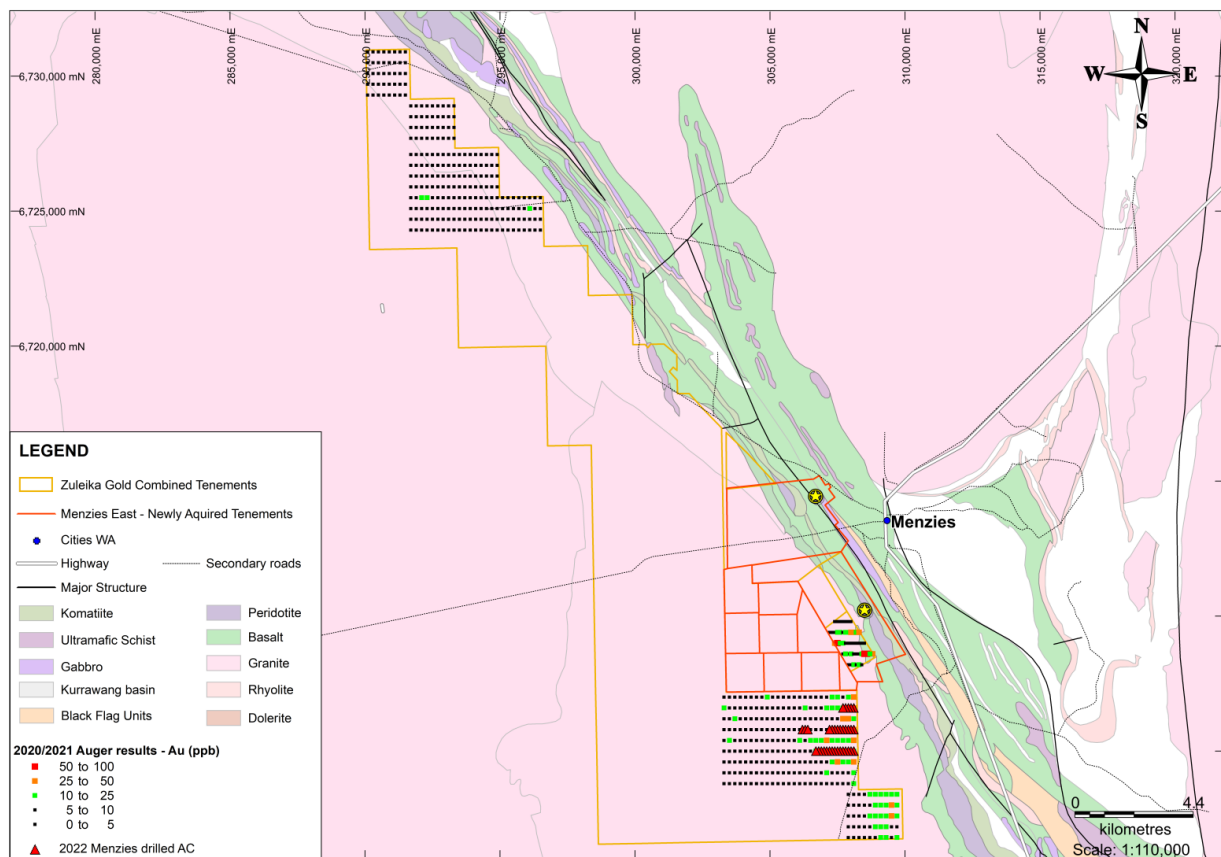 280,000 mE
285,000 mE
290,000 mE
295,000 mE
300,000 mE
305,000 mE
310,000 mE
315,000 mE
320,000 mE
N
W
E
S
6,730,000 mN
6,725,000 mN
6,720,000 mN
Menzies
LEGEND
Zuleika Gold Combined Tenements
Menzies East - Newly Aquired Tenements
Cities WA
Highway
Secondary roads
Major Structure
Komatiite
Peridotite
Ultramafic Schist
Basalt
Gabbro
Granite
Kurrawang basin
Rhyolite
Black Flag Units
Dolerite
2020/2021 Auger results - Au (ppb)
50 to 100
25 to 50
10 to 25
5 to 10
0 to 5
2022 Menzies drilled AC
0 4.4
kilometres
Scale: 1:110,000